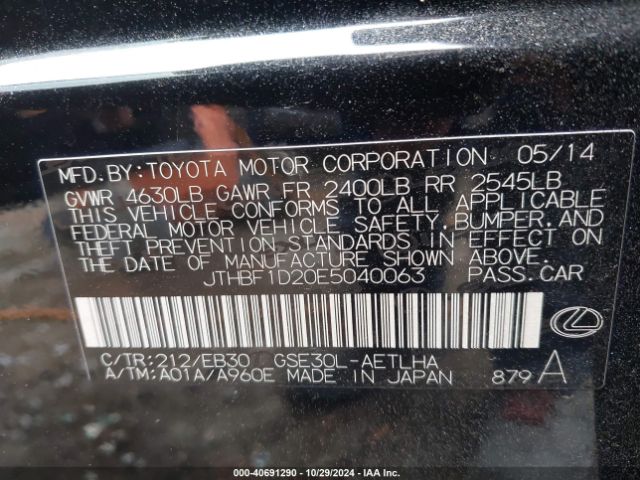 MFD. BY: TOYOTA MOTOR CORPORATION 05/14
GVWR 4630LB GAWR FR 2400LB RR 2545LB
THIS VEHICLE CONFORMS TO ALL APPLICABLE
FEDERAL MOTOR VEHICLE SAFETY, BUMPER, AND
THEFT PREVENTION STANDARDS IN EFFECT ON
THE DATE OF MANUFACTURE SHOWN ABOVE.
JTHBF1D20E5040063 PASS. CAR
C/TR: 212/EB30 GSE30L-AETLHA
A/TM: A01A/A960E MADE IN JAPAN 879 A
000-40691290 - 10/29/2024 - IAA Inc.